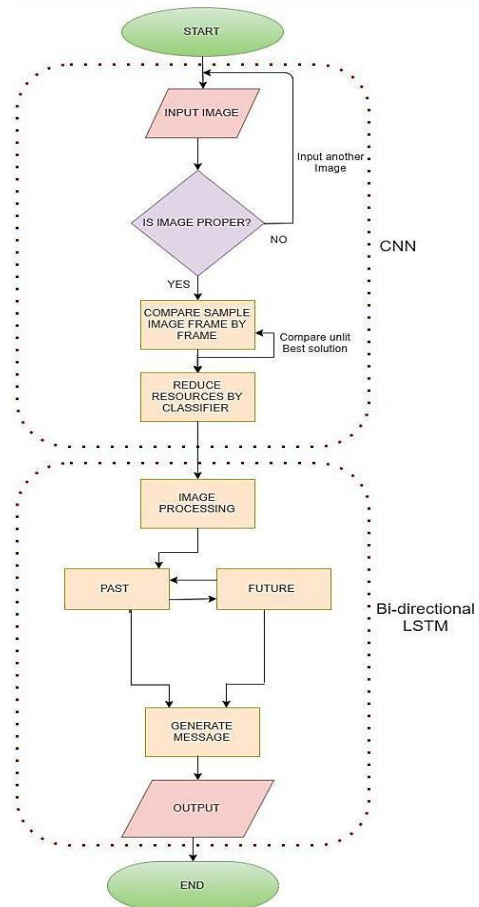 START
INPUT IMAGE
Input another
Image
IS IMAGE PROPER?
NO
CNN
YES
COMPARE SAMPLE
IMAGE FRAME BY
FRAME
Compare unlit
Best solution
REDUCE
RESOURCES BY
CLASSIFIER
IMAGE
PROCESSING
PAST
FUTURE
Bi-directional
LSTM
GENERATE
MESSAGE
OUTPUT
END